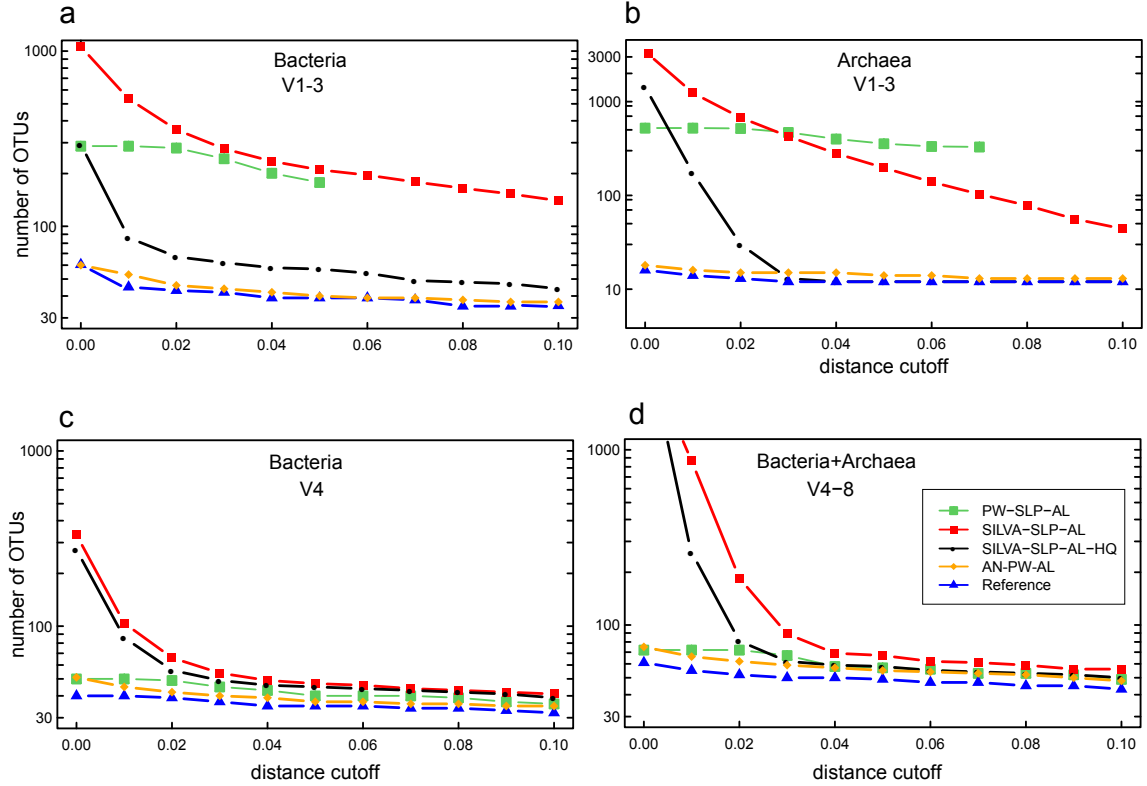 a
Bacteria
V1-3
number of OTUs
1000
100
30
0.00 0.02 0.04 0.06 0.08 0.10
b
Archaea
V1-3
3000
1000
100
10
0.00 0.02 0.04 0.06 0.08 0.10
distance cutoff
c
Bacteria
V4
number of OTUs
1000
100
30
0.00 0.02 0.04 0.06 0.08 0.10
distance cutoff
d
Bacteria+Archaea
V4−8
1000
100
30
PW−SLP−AL
SILVA−SLP−AL
SILVA−SLP−AL−HQ
AN−PW−AL
Reference
0.00 0.02 0.04 0.06 0.08 0.10
distance cutoff